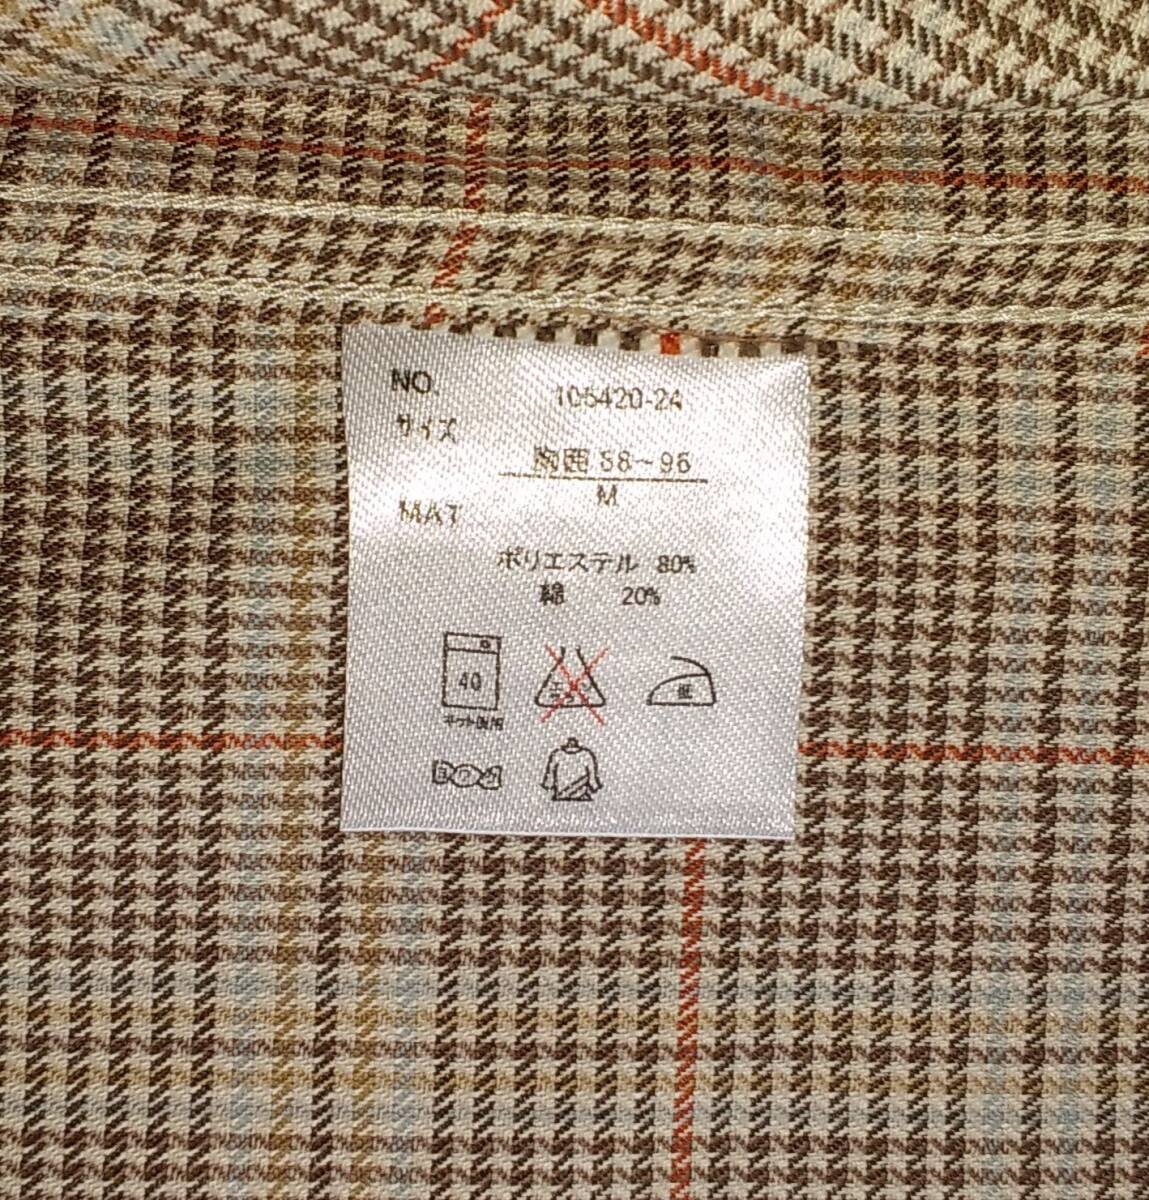 NO. 105420-24
サイズ
胸囲 88～96
M
MAT
ポリエステル 80%
綿 20%
40
ネット使用